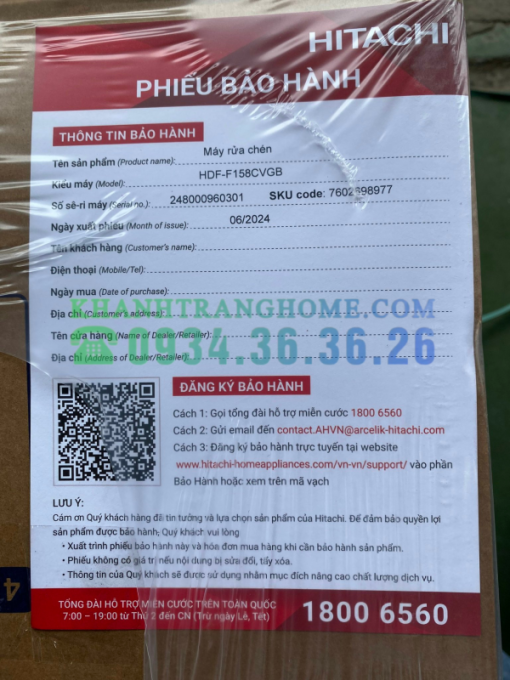 HITACHI
PHIẾU BẢO HÀNH
THÔNG TIN BẢO HÀNH
Tên sản phẩm (Product name): Máy rửa chén
Kiểu máy (Model): HDF-F158CVGB
Số sê-ri máy (Serial no.): 248000960301 SKU code: 7602698977
Ngày xuất phiếu (Month of issue): 06/2024
Tên khách hàng (Customer's name):
Điện thoại (Mobile/Tel):
Ngày mua (Date of purchase):
KHANHTRANGHOME.COM
Địa chỉ (Customer's address):
Tên cửa hàng (Name of Dealer/Retailer):
0934.36.36.26
Địa chỉ (Address of Dealer/Retailer):
ĐĂNG KÝ BẢO HÀNH
Cách 1: Gọi tổng đài hỗ trợ miễn cước 1800 6560
Cách 2: Gửi email đến contact.AHVN@arcelik-hitachi.com
Cách 3: Đăng ký bảo hành trực tuyến tại website
www.hitachi-homeappliances.com/vn-vn/support/ vào phần
Bảo Hành hoặc xem trên mã vạch
LƯU Ý:
Cảm ơn Quý khách hàng đã tin tưởng và lựa chọn sản phẩm của Hitachi. Để đảm bảo quyền lợi
sản phẩm được bảo hành, Quý khách vui lòng
• Xuất trình phiếu bảo hành này và hóa đơn mua hàng khi cần bảo hành sản phẩm.
• Phiếu không có giá trị nếu nội dung bị sửa đổi, tẩy xóa.
• Thông tin của Quý khách sẽ được sử dụng nhằm mục đích nâng cao chất lượng dịch vụ.
TỔNG ĐÀI HỖ TRỢ MIỄN CƯỚC TRÊN TOÀN QUỐC
7:00 – 19:00 từ Thứ 2 đến CN (Trừ ngày Lễ, Tết)
1800 6560
4